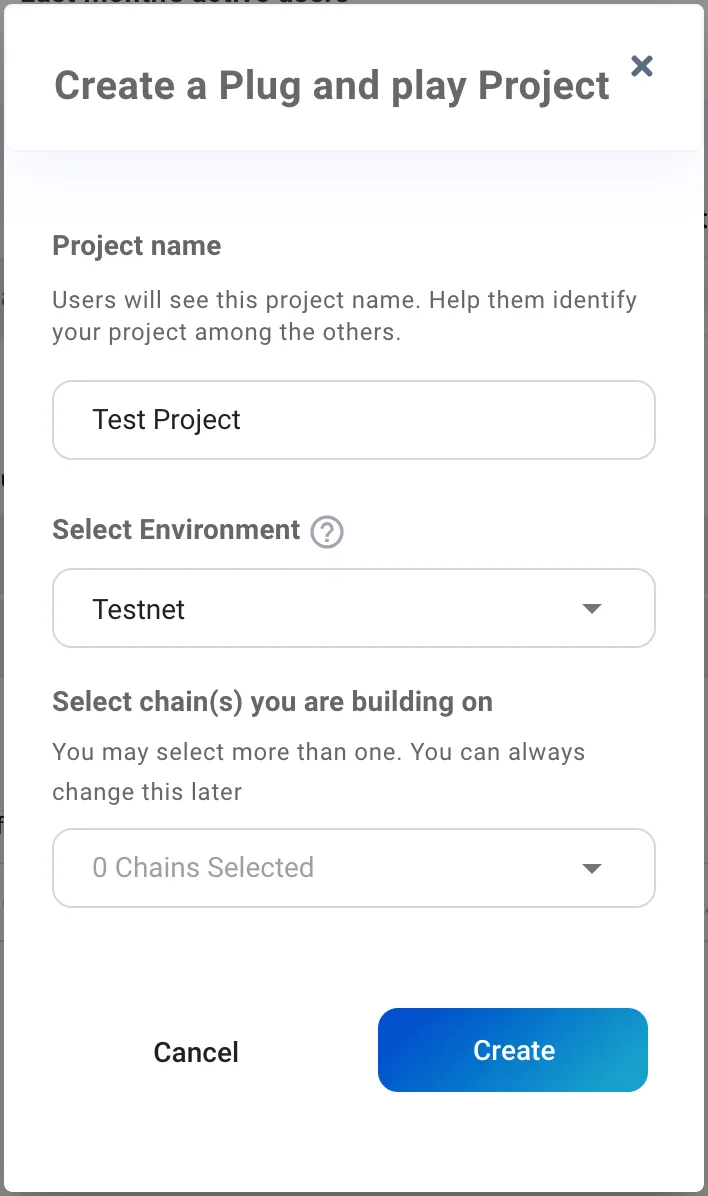 Create a Plug and play Project
Project name
Users will see this project name. Help them identify
your project among the others.
Test Project
Select Environment
Testnet
Select chain(s) you are building on
You may select more than one. You can always
change this later
0 Chains Selected
Cancel
Create